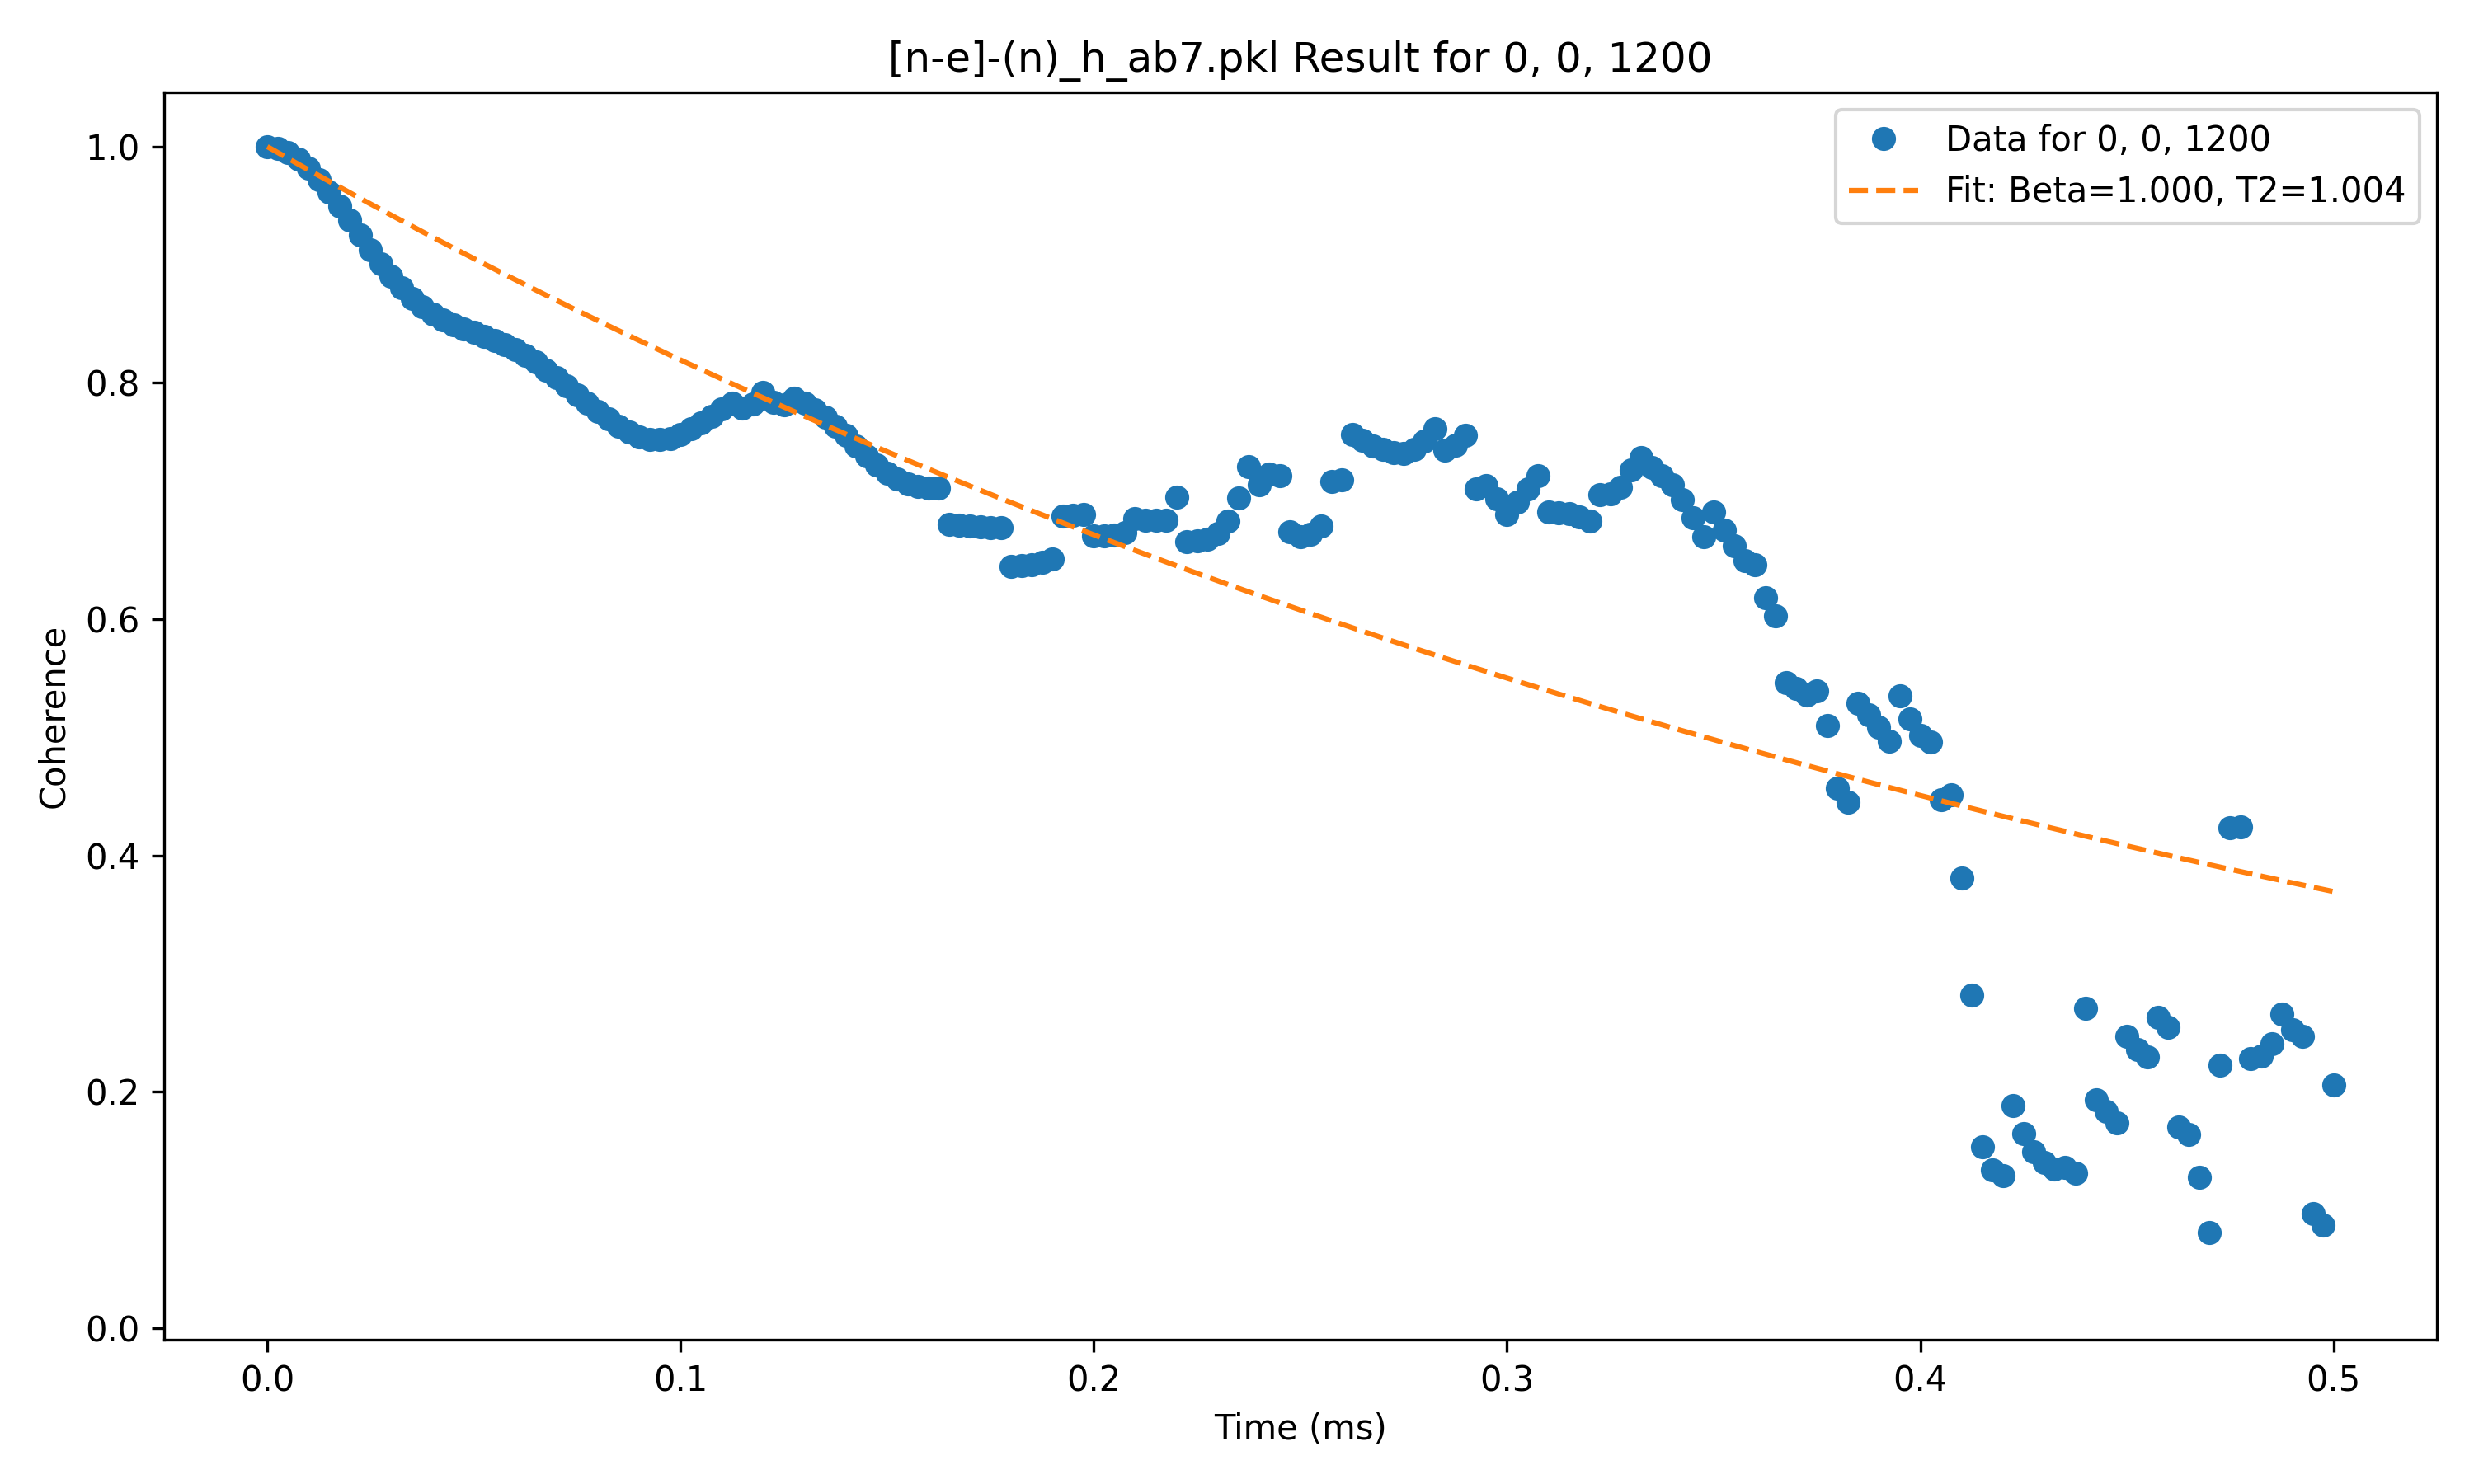 [n-e]-(n)_h_ab7.pkl Result for 0, 0, 1200
Data for 0, 0, 1200
Fit: Beta=1.000, T2=1.004
Coherence
1.0
0.8
0.6
0.4
0.2
0.0
0.0 0.1 0.2 0.3 0.4 0.5
Time (ms)